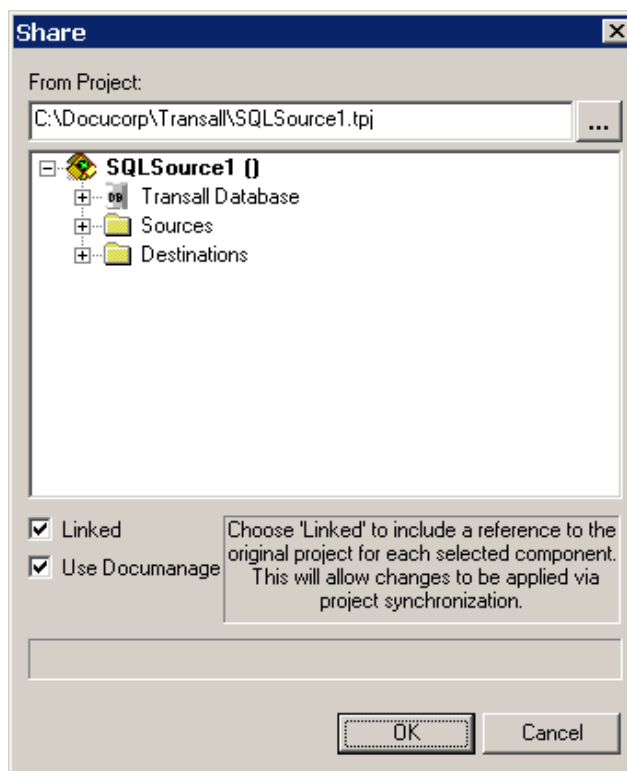 Share
From Project:
C:\Docucorp\Transall\SQLSource1.tpj
...
SQLSource1 ()
DB Transall Database
Sources
Destinations
Linked
Use Documanage
Choose 'Linked' to include a reference to the
original project for each selected component.
This will allow changes to be applied via
project synchronization.
OK
Cancel